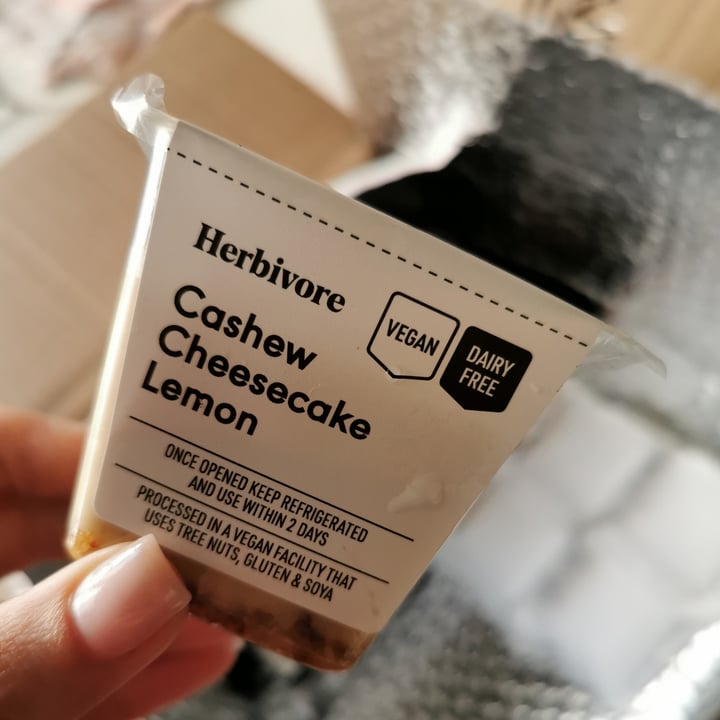 Herbivore
Cashew
Cheesecake
Lemon
VEGAN
DAIRY
FREE
ONCE OPENED KEEP REFRIGERATED
AND USE WITHIN 2 DAYS
PROCESSED IN A VEGAN FACILITY THAT
USES TREE NUTS, GLUTEN & SOYA